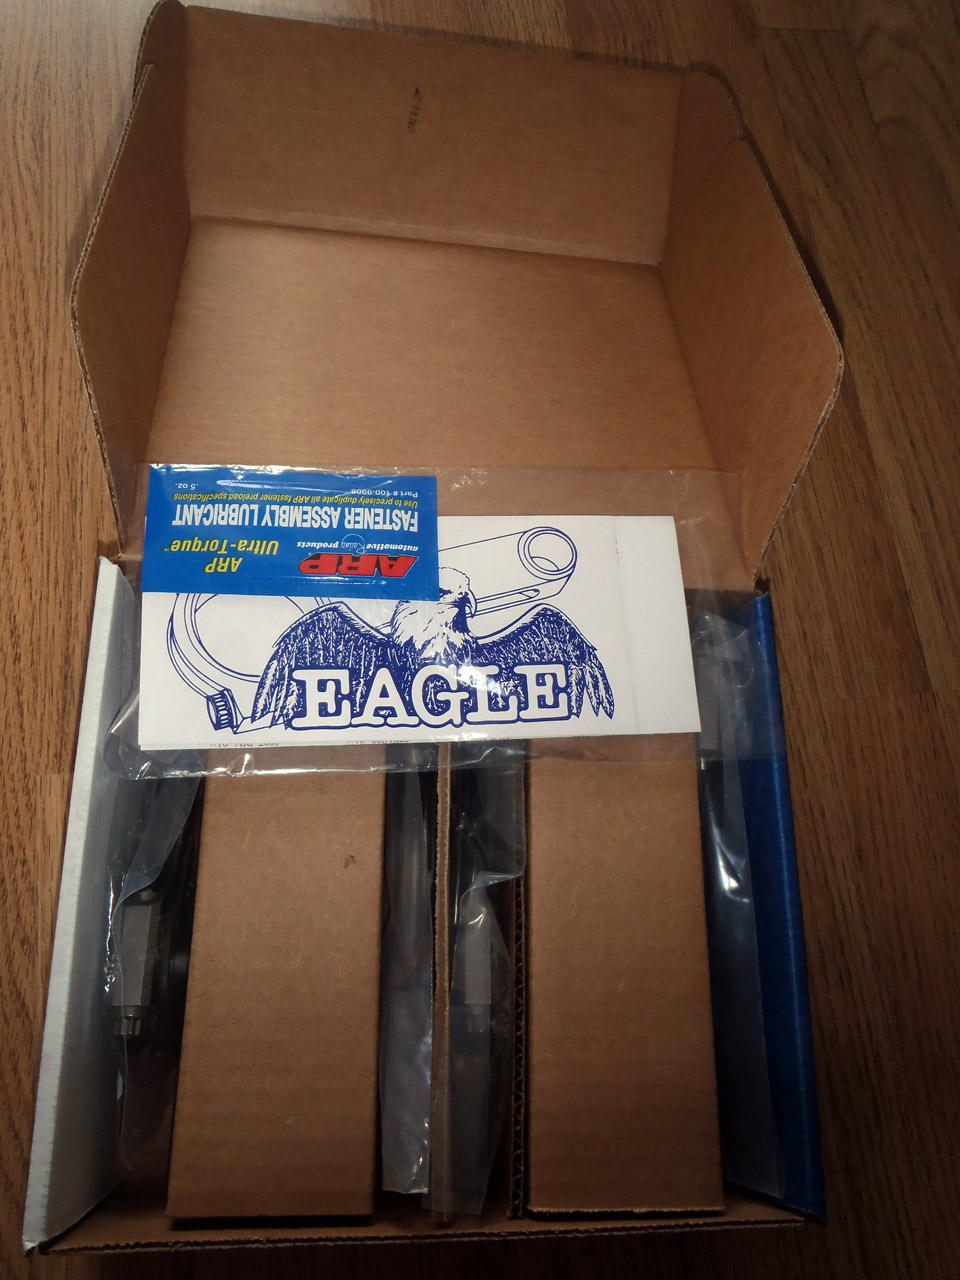 ARP
automotive Racing products
ARP
Ultra-Torque™
FASTENER ASSEMBLY LUBRICANT
Use to precisely duplicate all ARP fastener preload specifications
Part # 100-9908
.5 oz.
EAGLE